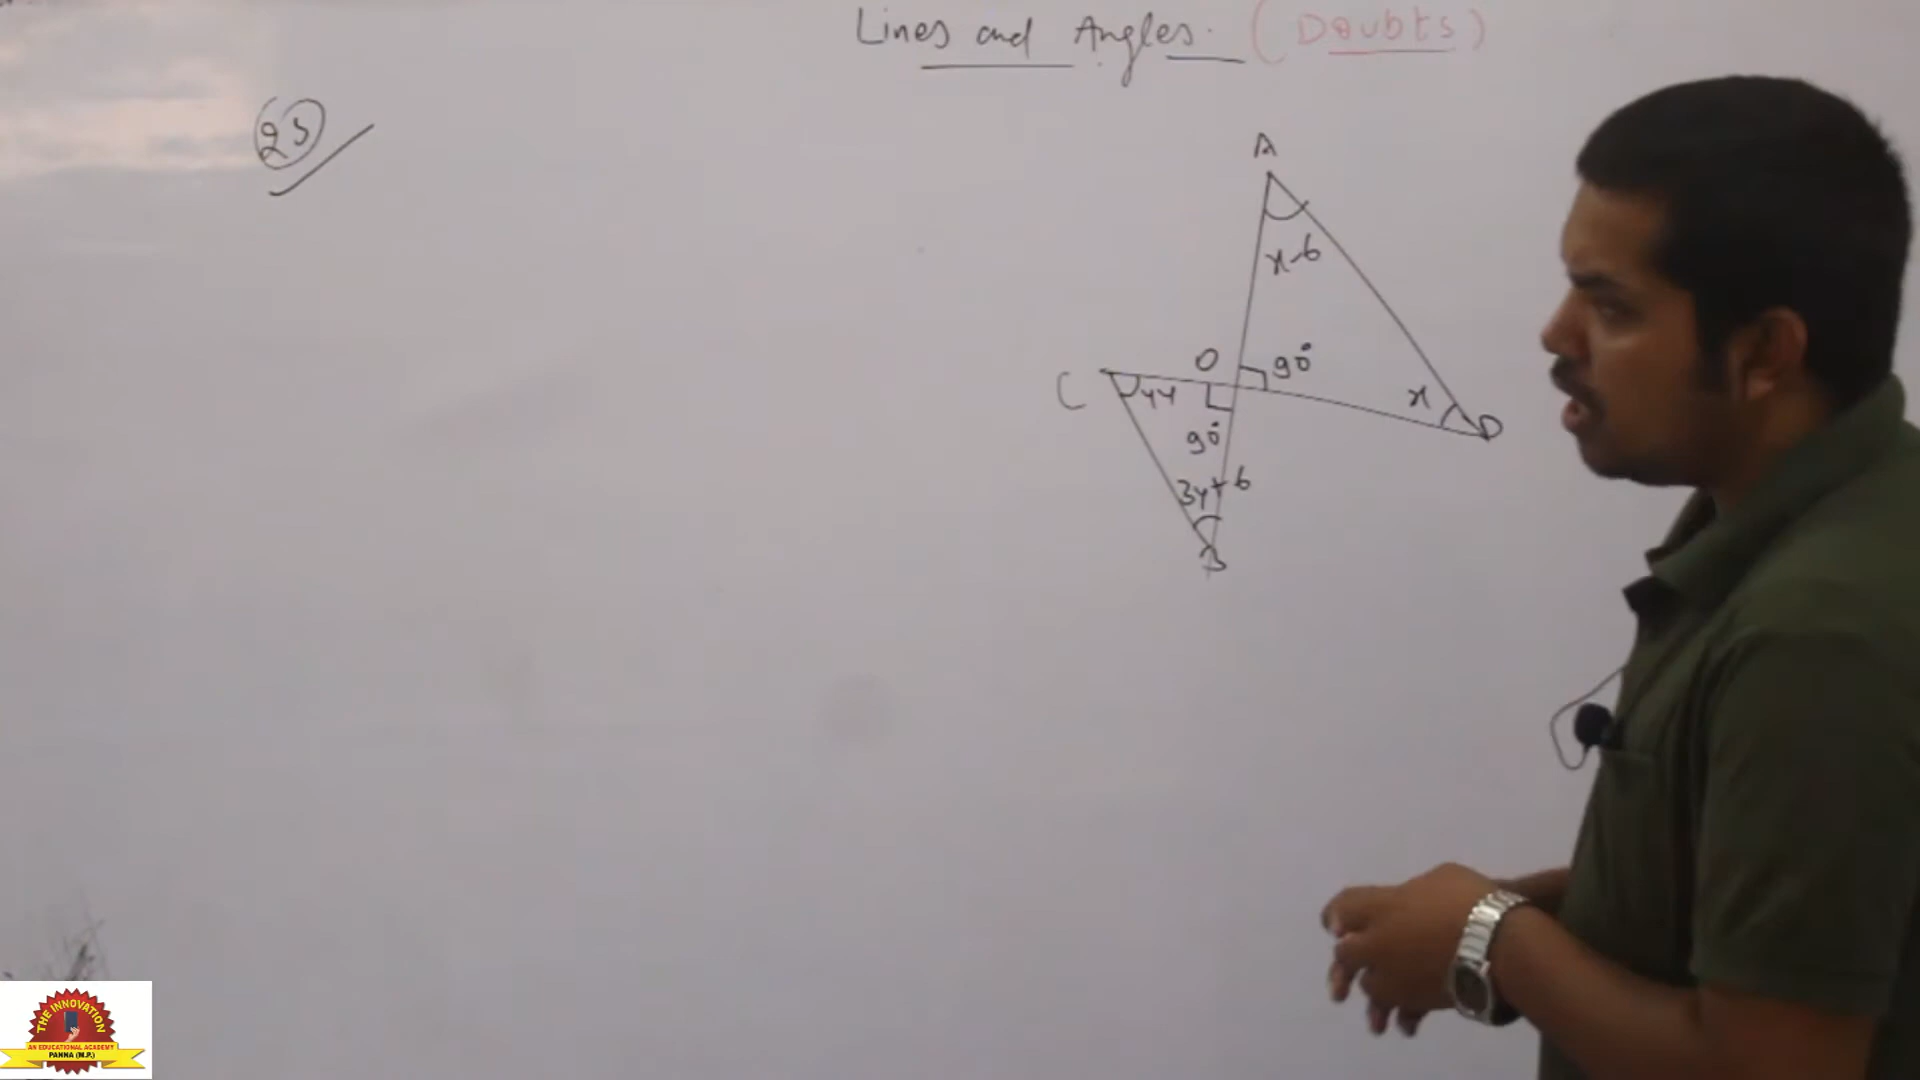 Lines and Angles. (Doubts)
25
A
x-6
O
90°
C
4y
x
D
90°
3y+6
B
THE INNOVATION
AN EDUCATIONAL ACADEMY
PANNA (M.P.)